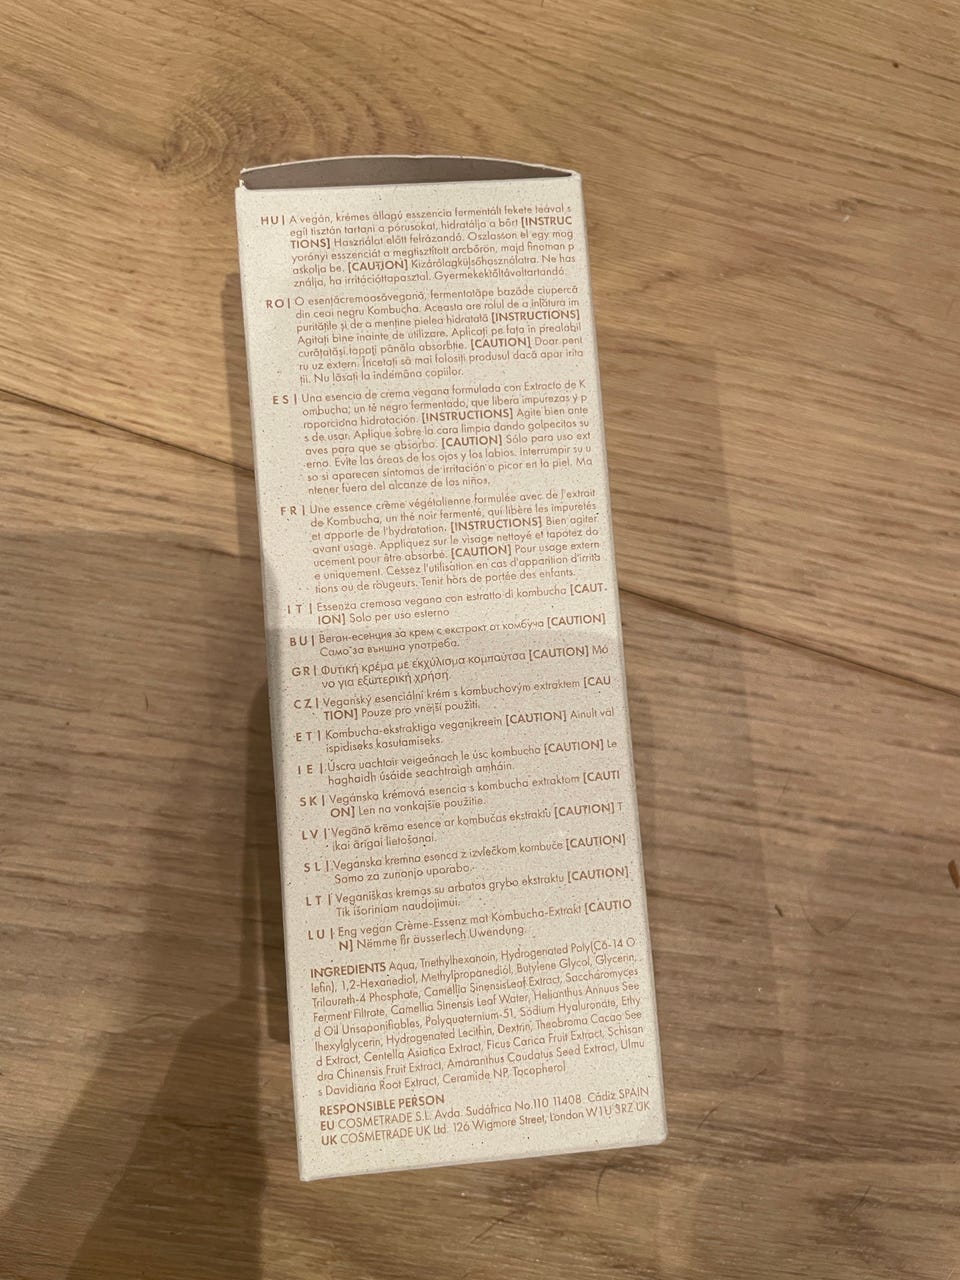 HU | A vegán, krémes állagú esszencia fermentált fekete teával s
egít tisztán tartani a pórusokat, hidratálja a bőrt [INSTRUC
TIONS] Használat előtt felrázandó. Oszlasson el egy mog
yorónyi esszenciát a megtisztított arcbőrön, majd finoman p
askolja be. [CAUTION] Kizárólagkülsőhasználatra. Ne has
ználja, ha irritációttapasztal. Gyermekektőltávoltartandó.
RO | O esențăcremoasăvegană, fermentatăpe bazăde ciupercă
din ceai negru Kombucha. Aceasta are rolul de a înlătura im
puritățile și de a menține pielea hidratată [INSTRUCTIONS]
Agitați bine înainte de utilizare. Aplicați pe fața în prealabil
curățatăși tapați pânăla absorbție. [CAUTION] Doar pent
ru uz extern. Încetați să mai folosiți produsul dacă apar irita
ții. Nu lăsați la îndemâna copiilor.
ES | Una esencia de crema vegana formulada con Extracto de K
ombucha, un té negro fermentado, que libera impurezas y p
roporciona hidratación. [INSTRUCTIONS] Agite bien ante
s de usar. Aplique sobre la cara limpia dando golpecitos su
aves para que se absorba. [CAUTION] Sólo para uso ext
erno. Evite las áreas de los ojos y los labios. Interrumpir su u
so si aparecen síntomas de irritación o picor en la piel. Ma
ntener fuera del alcance de los niños.
FR | Une essence crème végétalienne formulée avec de l'extrait
de Kombucha, un thé noir fermenté, qui libère les impuretés
et apporte de l'hydratation. [INSTRUCTIONS] Bien agiter
avant usage. Appliquez sur le visage nettoyé et tapotez do
ucement pour être absorbé. [CAUTION] Pour usage extern
e uniquement. Cessez l'utilisation en cas d'apparition d'irrita
tions ou de rougeurs. Tenir hors de portée des enfants.
IT | Essenza cremosa vegana con estratto di kombucha [CAUT-
ION] Solo per uso esterno
BU | Веган-есенция за крем с екстракт от комбуча [CAUTION]
Само за външна употреба.
GR | Φυτική κρέμα με εκχύλισμα κομπαύτσα [CAUTION] Μό
νο για εξωτερική χρήση.
CZ | Veganský esenciální krém s kombuchovým extraktem [CAU
TION] Pouze pro vnější použití.
ET | Kombucha-ekstraktiga vegankreein [CAUTION] Ainult väl
ispidiseks kasutamiseks.
IE | Úscra uachtair veigeánach le úsc kombucha [CAUTION] Le
haghaidh úsáide seachtraigh amháin.
SK | Vegánska krémová esencia s kombucha extraktom [CAUTI
ON] Len na vonkajšie použitie.
LV | Vegānā krēma esence ar kombučas ekstraktu [CAUTION] T
ikai ārīgai lietošanai.
SL | Veganska kremna esenca z izvlečkom kombuče [CAUTION]
Samo za zunanjo uporabo.
LT | Veganiškas kremas su arbatos grybo ekstraktu [CAUTION]
Tik išoriniam naudojimui.
LU | Eng vegan Crème-Essenz mat Kombucha-Extrakt [CAUTIO
N] Nëmme fir äusserlech Uwendung.
INGREDIENTS Aqua, Triethylhexanoin, Hydrogenated Poly(C6-14 O
lefin), 1,2-Hexanediol, Methylpropanediol, Butylene Glycol, Glycerin,
Trilaureth-4 Phosphate, Camellia SinensisLeaf Extract, Saccharomyces
Ferment Filtrate, Camellia Sinensis Leaf Water, Helianthus Annuus See
d Oil Unsaponifiables, Polyquaternium-51, Sodium Hyaluronate, Ethy
lhexylglycerin, Hydrogenated Lecithin, Dextrin, Theobroma Cacao See
d Extract, Centella Asiatica Extract, Ficus Carica Fruit Extract, Schisan
dra Chinensis Fruit Extract, Amaranthus Caudatus Seed Extract, Ulmu
s Davidiana Root Extract, Ceramide NP, Tocopherol
RESPONSIBLE PERSON
EU COSMETRADE S.L. Avda. Sudáfrica No.110 11408 Cádiz SPAIN
UK COSMETRADE UK Ltd. 126 Wigmore Street, London W1U 3RZ UK